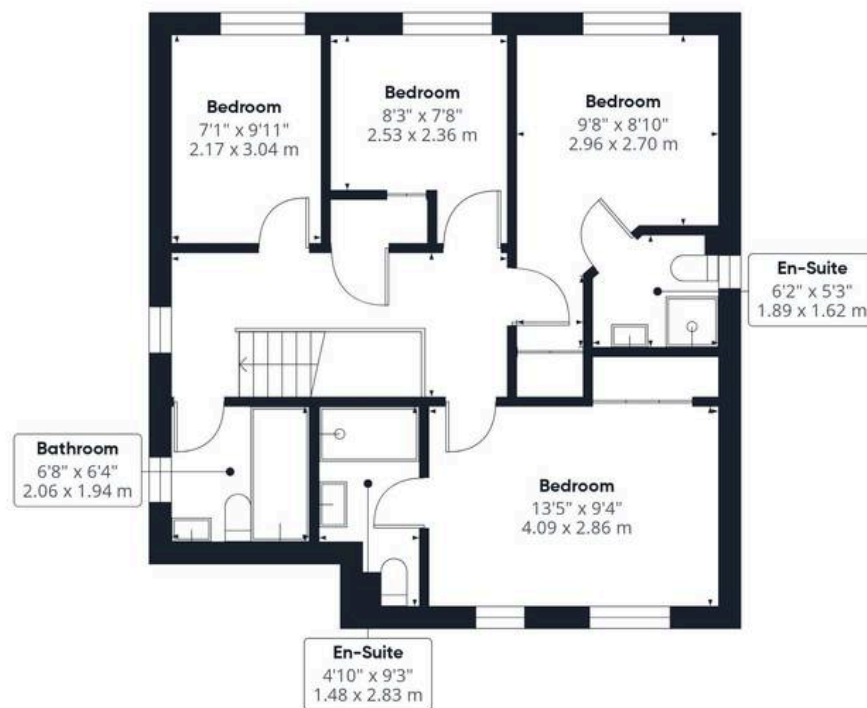 Bedroom
7'1" x 9'11"
2.17 x 3.04 m
Bedroom
8'3" x 7'8"
2.53 x 2.36 m
Bedroom
9'8" x 8'10"
2.96 x 2.70 m
En-Suite
6'2" x 5'3"
1.89 x 1.62 m
Bathroom
6'8" x 6'4"
2.06 x 1.94 m
Bedroom
13'5" x 9'4"
4.09 x 2.86 m
En-Suite
4'10" x 9'3"
1.48 x 2.83 m